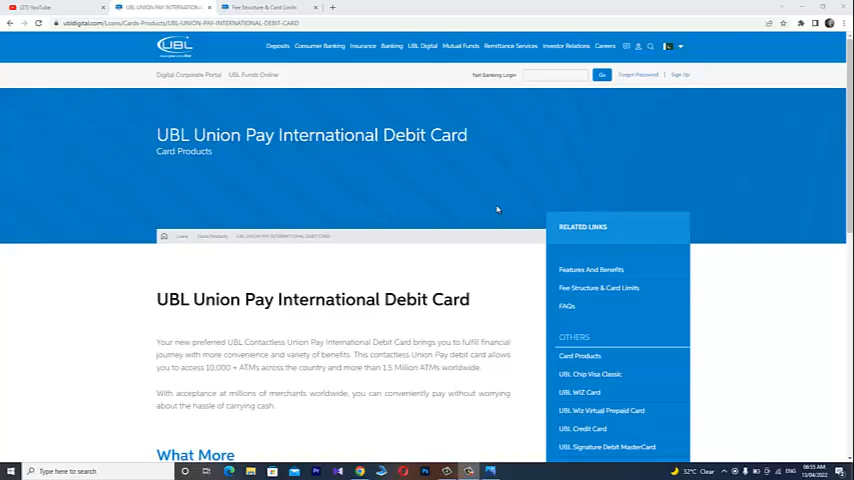 (27) YouTube
UBL UNION PAY INTERNATIONAL
Fee Structure & Card Limits
ubldigital.com/Loans/Cards-Products/UBL-UNION-PAY-INTERNATIONAL-DEBIT-CARD
UBL
Deposits Consumer Banking Insurance Banking UBL Digital Mutual Funds Remittance Services Investor Relations Careers
Digital Corporate Portal UBL Funds Online
Net Banking Login Go Forgot Password | Sign Up
UBL Union Pay International Debit Card
Card Products
Loans Cards Products UBL UNION PAY INTERNATIONAL DEBIT CARD
RELATED LINKS
Features And Benefits
Fee Structure & Card Limits
FAQs
OTHERS
Card Products
UBL Chip Visa Classic
UBL WIZ Card
UBL Wiz Virtual Prepaid Card
UBL Credit Card
UBL Signature Debit MasterCard
UBL Union Pay International Debit Card
Your new preferred UBL Contactless Union Pay International Debit Card brings you to fulfill financial
journey with more convenience and variety of benefits. This contactless Union Pay debit card allows
you to access 10,000 + ATMs across the country and more than 1.5 Million ATMs worldwide.
With acceptance at millions of merchants worldwide, you can conveniently pay without worrying
about the hassle of carrying cash.
What More
Type here to search
32°C Clear
ENG
06:55 AM
13/04/2022